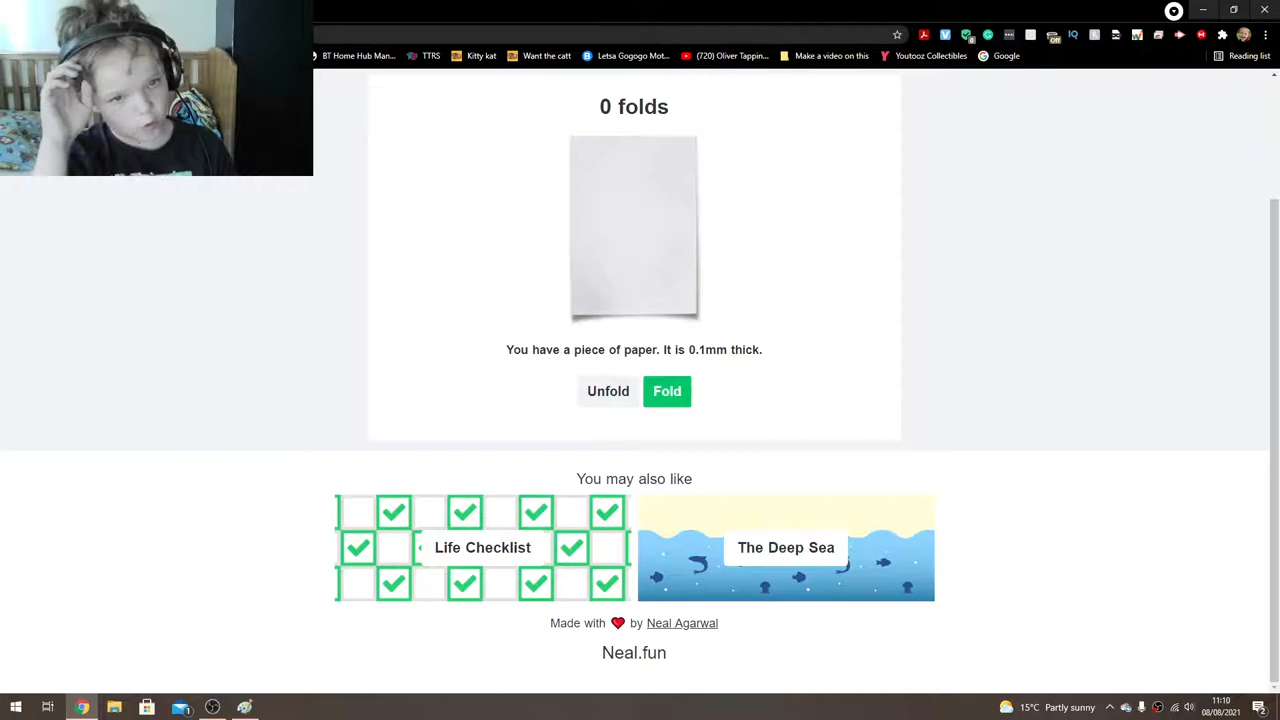 BT Home Hub Man...
TTRS
Kitty kat
Want the catt
Letsa Gogogo Mot...
(720) Oliver Tappin...
Make a video on this
Youtooz Collectibles
Google
Reading list
0 folds
You have a piece of paper. It is 0.1mm thick.
Unfold
Fold
You may also like
Life Checklist
The Deep Sea
Made with ❤ by Neal Agarwal
Neal.fun
15°C Partly sunny
11:10
08/08/2021